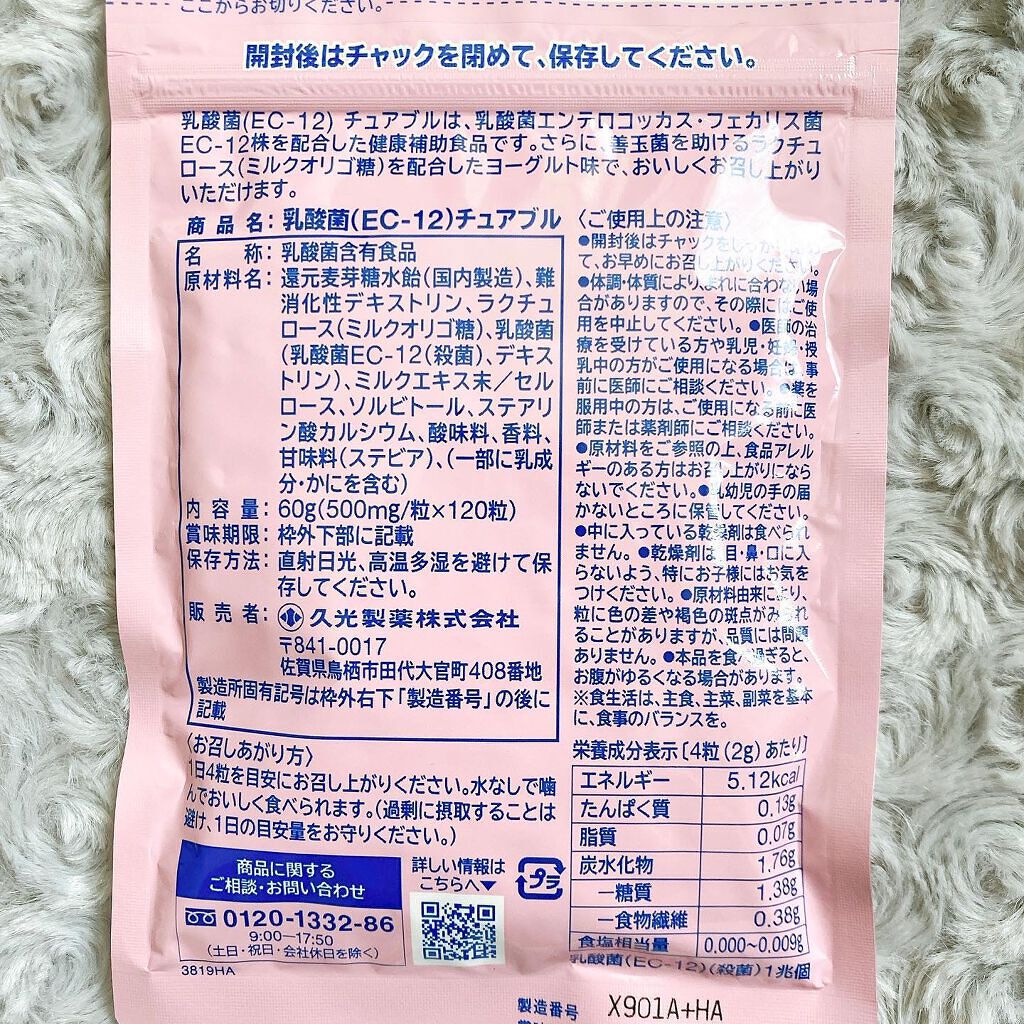 ここからお切りください。
開封後はチャックを閉めて、保存してください。
乳酸菌(EC-12) チュアブルは、乳酸菌エンテロコッカス・フェカリス菌
EC-12株を配合した健康補助食品です。さらに、善玉菌を助けるラクチュ
ロース(ミルクオリゴ糖)を配合したヨーグルト味で、おいしくお召し上がり
いただけます。
商品名: 乳酸菌(EC-12)チュアブル
名称: 乳酸菌含有食品
原材料名: 還元麦芽糖水飴(国内製造)、難
消化性デキストリン、ラクチュ
ロース(ミルクオリゴ糖)、乳酸菌
(乳酸菌EC-12(殺菌)、デキス
トリン)、ミルクエキス末/セル
ロース、ソルビトール、ステアリ
ン酸カルシウム、酸味料、香料、
甘味料(ステビア)、(一部に乳成
分・かにを含む)
内容量: 60g(500mg/粒×120粒)
賞味期限: 枠外下部に記載
保存方法: 直射日光、高温多湿を避けて保
存してください。
販売者: 久光製薬株式会社
〒841-0017
佐賀県鳥栖市田代大官町408番地
製造所固有記号は枠外右下「製造番号」の後に
記載
〈お召しあがり方〉
1日4粒を目安にお召し上がりください。水なしで噛
んでおいしく食べられます。(過剰に摂取することは
避け、1日の目安量をお守りください。)
商品に関する
ご相談・お問い合わせ
0120-1332-86
9:00―17:50
(土日・祝日・会社休日を除く)
3819HA
詳しい情報は
こちらへ▼
プラ
〈ご使用上の注意〉
●開封後はチャックをしっかり閉め
て、お早めにお召し上がりください。
●体調・体質により、まれに合わない場
合がありますので、その際にはご使
用を中止してください。●医師の治
療を受けている方や乳児・妊婦・授
乳中の方がご使用になる場合は、事
前に医師にご相談ください。●薬を
服用中の方は、ご使用になる前に医
師または薬剤師にご相談ください。
●原材料をご参照の上、食品アレル
ギーのある方はお召し上がりになら
ないでください。●乳幼児の手の届
かないところに保管してください。
●中に入っている乾燥剤は食べられ
ません。●乾燥剤は、目・鼻・口に入
らないよう、特にお子様にはお気を
つけください。●原材料由来により、
粒に色の差や褐色の斑点がみられ
ることがありますが、品質には問題
ありません。●本品を食べ過ぎると、
お腹がゆるくなる場合があります。
※食生活は、主食、主菜、副菜を基本
に、食事のバランスを。
栄養成分表示〔4粒(2g)あたり〕
エネルギー 5.12kcal
たんぱく質 0.13g
脂質 0.07g
炭水化物 1.76g
―糖質 1.38g
―食物繊維 0.38g
食塩相当量 0.000~0.009g
乳酸菌(EC-12)(殺菌)1兆個
製造番号 X901A+HA